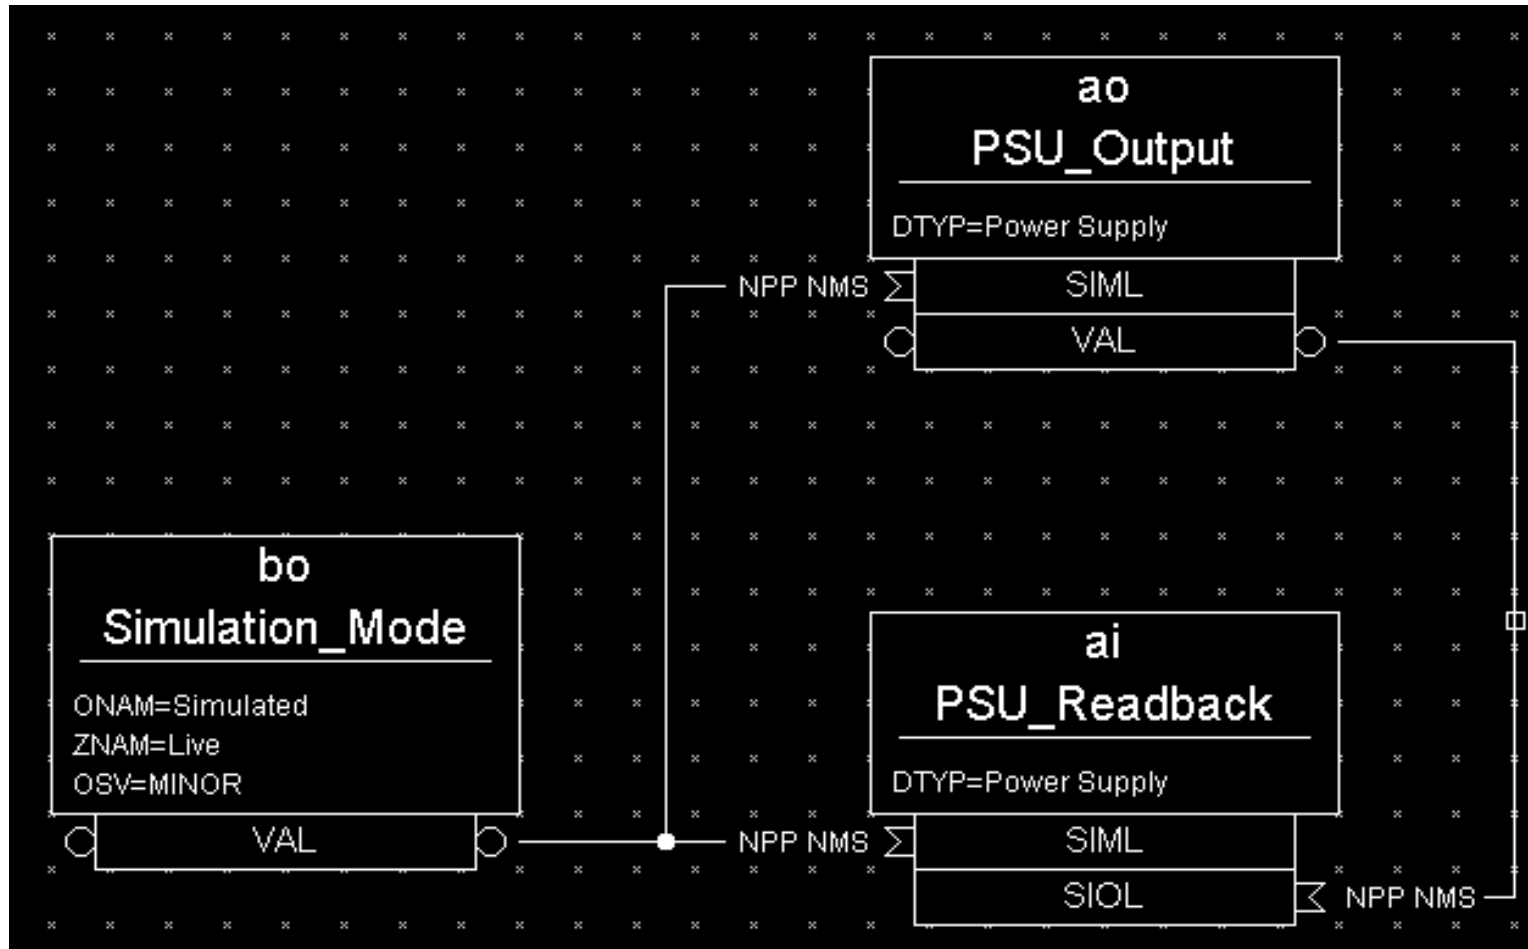 ao
PSU_Output
DTYP=Power Supply
NPP NMS
SIML
VAL
bo
Simulation_Mode
ONAM=Simulated
ZNAM=Live
OSV=MINOR
VAL
ai
PSU_Readback
DTYP=Power Supply
NPP NMS
SIML
SIOL
NPP NMS